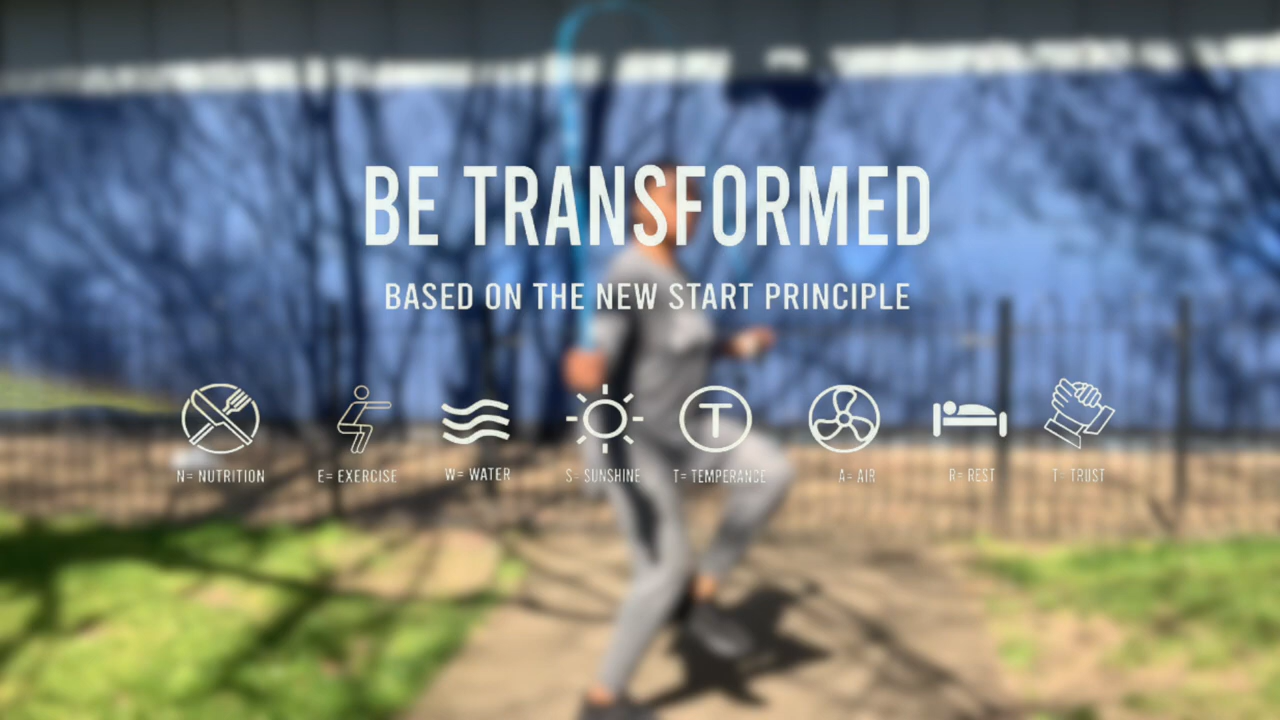 BE TRANSFORMED
BASED ON THE NEW START PRINCIPLE
T
N= NUTRITION E= EXERCISE W= WATER S= SUNSHINE T= TEMPERANCE A= AIR R= REST T= TRUST